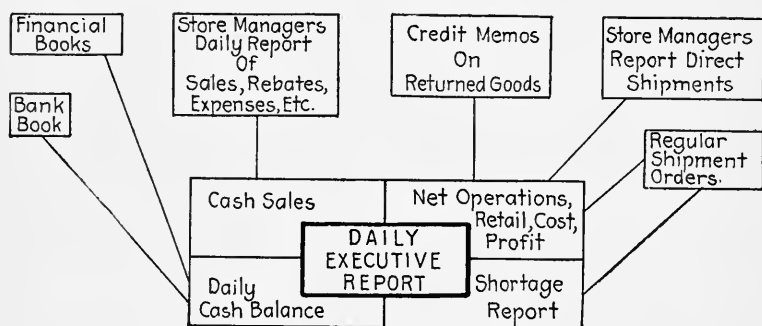 Financial
Books
Store Managers
Daily Report
Of
Sales, Rebates,
Expenses, Etc.
Credit Memos
On
Returned Goods
Store Managers
Report Direct
Shipments
Bank
Book
Regular
Shipment
Orders.
Cash Sales
Net Operations,
Retail, Cost,
Profit
DAILY
EXECUTIVE
REPORT
Daily
Cash Balance
Shortage
Report